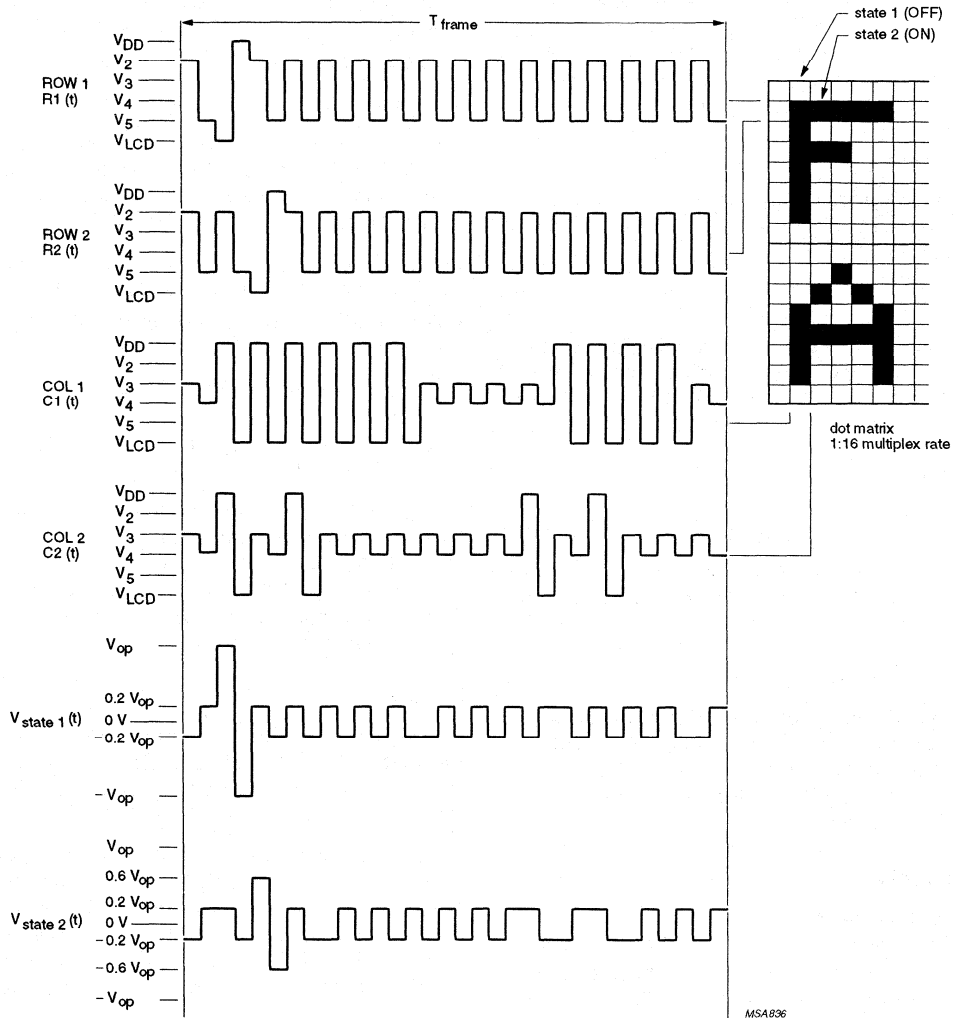 T frame
state 1 (OFF)
state 2 (ON)
ROW 1
R1 (t)
VDD
V2
V3
V4
V5
VLCD
ROW 2
R2 (t)
VDD
V2
V3
V4
V5
VLCD
COL 1
C1 (t)
VDD
V2
V3
V4
V5
VLCD
dot matrix
1:16 multiplex rate
COL 2
C2 (t)
VDD
V2
V3
V4
V5
VLCD
Vstate 1 (t)
Vop
0.2 Vop
0 V
−0.2 Vop
−Vop
Vstate 2 (t)
Vop
0.6 Vop
0.2 Vop
0 V
−0.2 Vop
−0.6 Vop
−Vop
MSA836